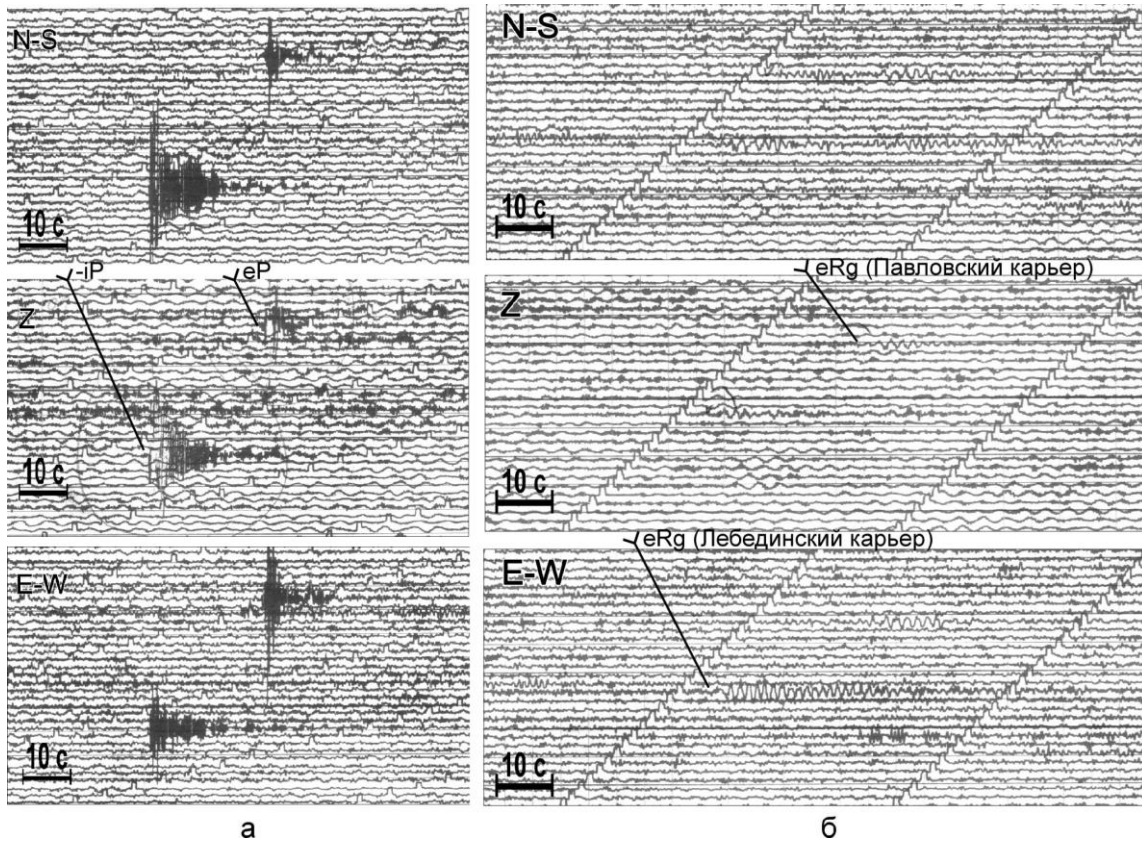 N-S
10 с
-iP
eP
Z
10 с
E-W
10 с
а
N-S
10 с
eRg (Павловский карьер)
Z
10 с
eRg (Лебединский карьер)
E-W
10 с
б